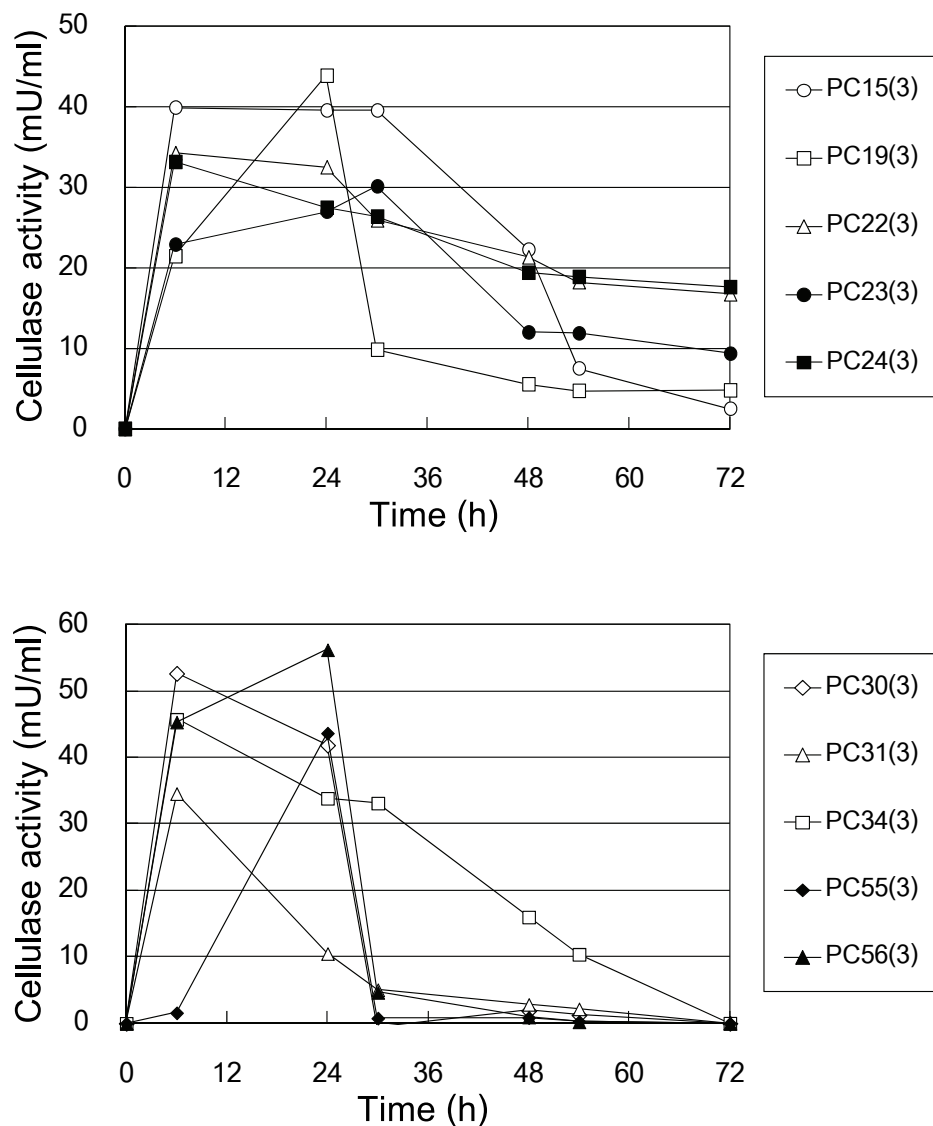 Cellulase activity (mU/ml)
50
40
30
20
10
0
0 12 24 36 48 60 72
Time (h)
PC15(3)
PC19(3)
PC22(3)
PC23(3)
PC24(3)
Cellulase activity (mU/ml)
60
50
40
30
20
10
0
0 12 24 36 48 60 72
Time (h)
PC30(3)
PC31(3)
PC34(3)
PC55(3)
PC56(3)